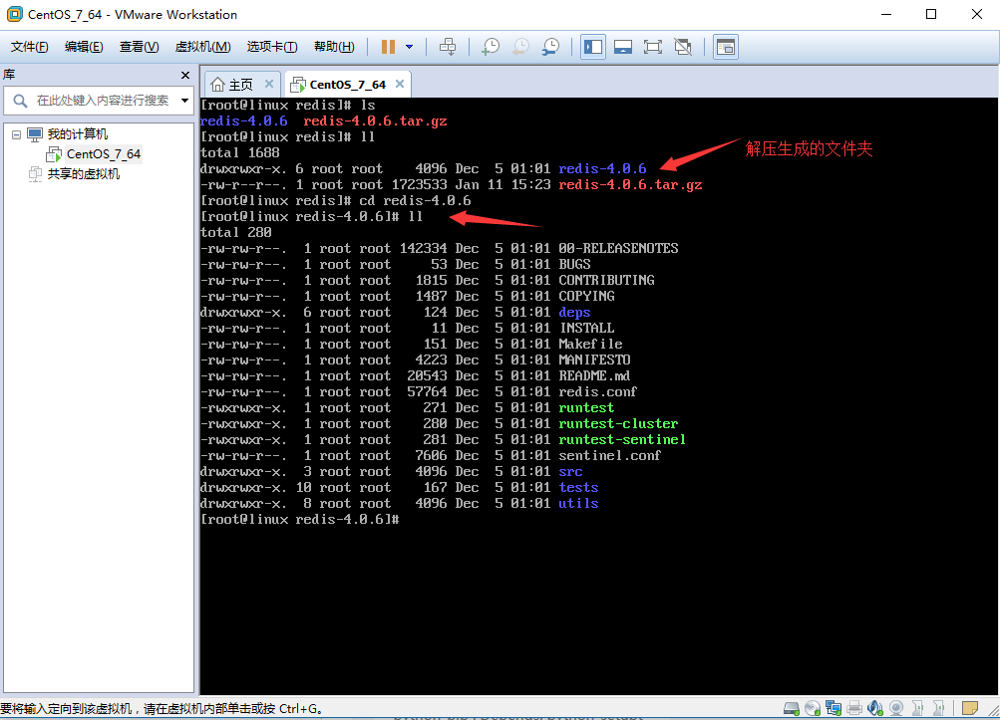 CentOS_7_64 - VMware Workstation
文件(F) 编辑(E) 查看(V) 虚拟机(M) 选项卡(T) 帮助(H)
库
在此处键入内容进行搜索
我的计算机
CentOS_7_64
共享的虚拟机
主页 CentOS_7_64
[root@linux redis]# ls
redis-4.0.6  redis-4.0.6.tar.gz
[root@linux redis]# ll
total 1688
drwxrwxr-x. 6 root root    4096 Dec  5 01:01 redis-4.0.6
解压生成的文件夹
-rw-r--r--. 1 root root 1723533 Jan 11 15:23 redis-4.0.6.tar.gz
[root@linux redis]# cd redis-4.0.6
[root@linux redis-4.0.6]# ll
total 280
-rw-rw-r--.  1 root root 142334 Dec  5 01:01 00-RELEASENOTES
-rw-rw-r--.  1 root root     53 Dec  5 01:01 BUGS
-rw-rw-r--.  1 root root   1815 Dec  5 01:01 CONTRIBUTING
-rw-rw-r--.  1 root root   1487 Dec  5 01:01 COPYING
drwxrwxr-x.  6 root root    124 Dec  5 01:01 deps
-rw-rw-r--.  1 root root     11 Dec  5 01:01 INSTALL
-rw-rw-r--.  1 root root    151 Dec  5 01:01 Makefile
-rw-rw-r--.  1 root root   4223 Dec  5 01:01 MANIFESTO
-rw-rw-r--.  1 root root  20543 Dec  5 01:01 README.md
-rw-rw-r--.  1 root root  57764 Dec  5 01:01 redis.conf
-rwxrwxr-x.  1 root root    271 Dec  5 01:01 runtest
-rwxrwxr-x.  1 root root    280 Dec  5 01:01 runtest-cluster
-rwxrwxr-x.  1 root root    281 Dec  5 01:01 runtest-sentinel
-rw-rw-r--.  1 root root   7606 Dec  5 01:01 sentinel.conf
drwxrwxr-x.  3 root root   4096 Dec  5 01:01 src
drwxrwxr-x. 10 root root    167 Dec  5 01:01 tests
drwxrwxr-x.  8 root root   4096 Dec  5 01:01 utils
[root@linux redis-4.0.6]#
要将输入定向到该虚拟机，请在虚拟机内部单击或按 Ctrl+G。